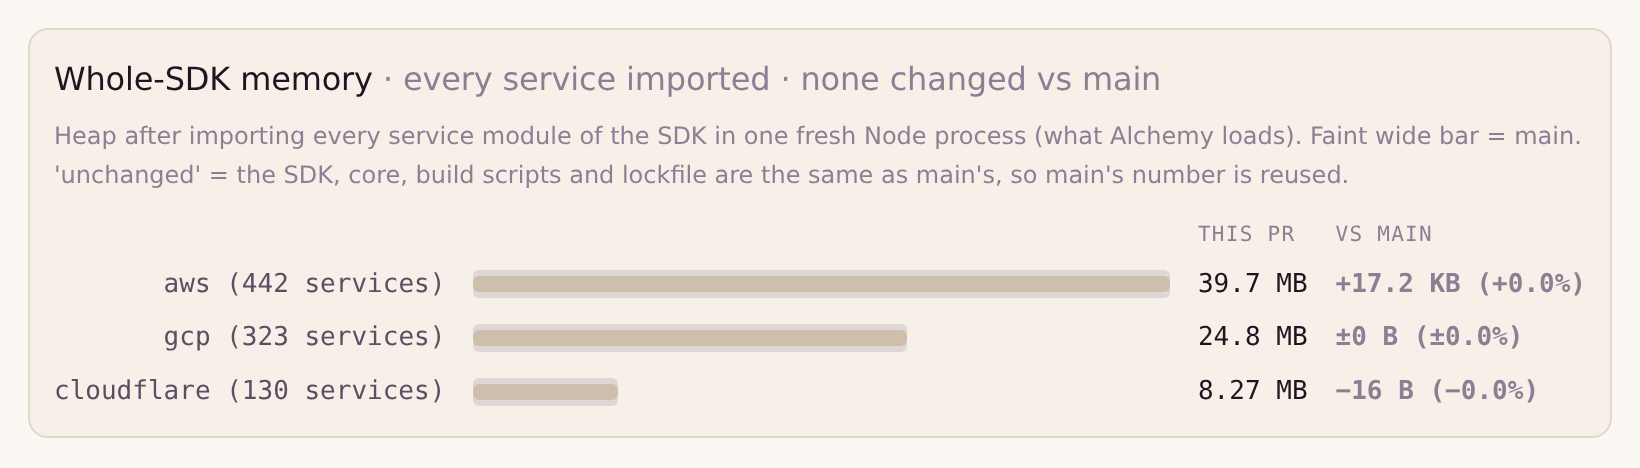 Whole-SDK memory · every service imported · none changed vs main
Heap after importing every service module of the SDK in one fresh Node process (what Alchemy loads). Faint wide bar = main.
'unchanged' = the SDK, core, build scripts and lockfile are the same as main's, so main's number is reused.
THIS PR VS MAIN
aws (442 services) 39.7 MB +17.2 KB (+0.0%)
gcp (323 services) 24.8 MB ±0 B (±0.0%)
cloudflare (130 services) 8.27 MB −16 B (−0.0%)